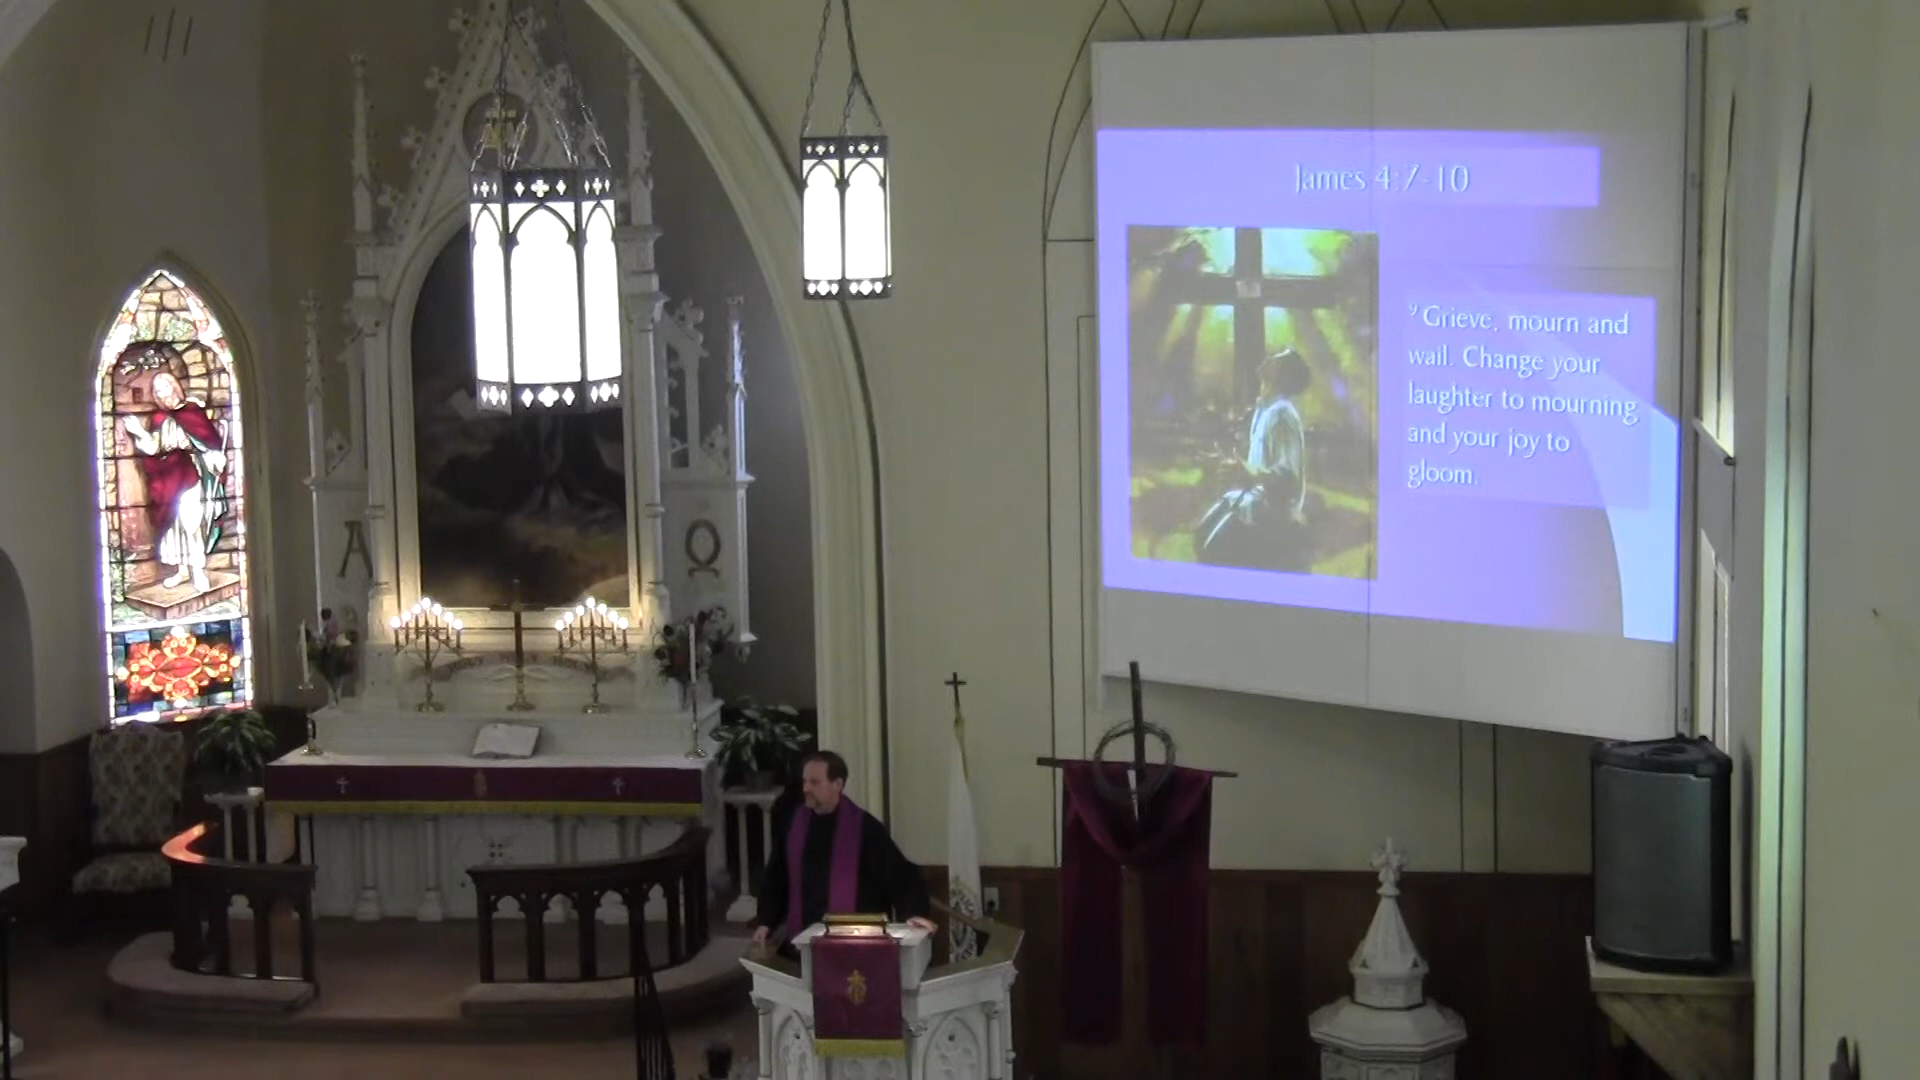 James 4:7-10
⁹ Grieve, mourn and
wail. Change your
laughter to mourning
and your joy to
gloom.
Α
Ω